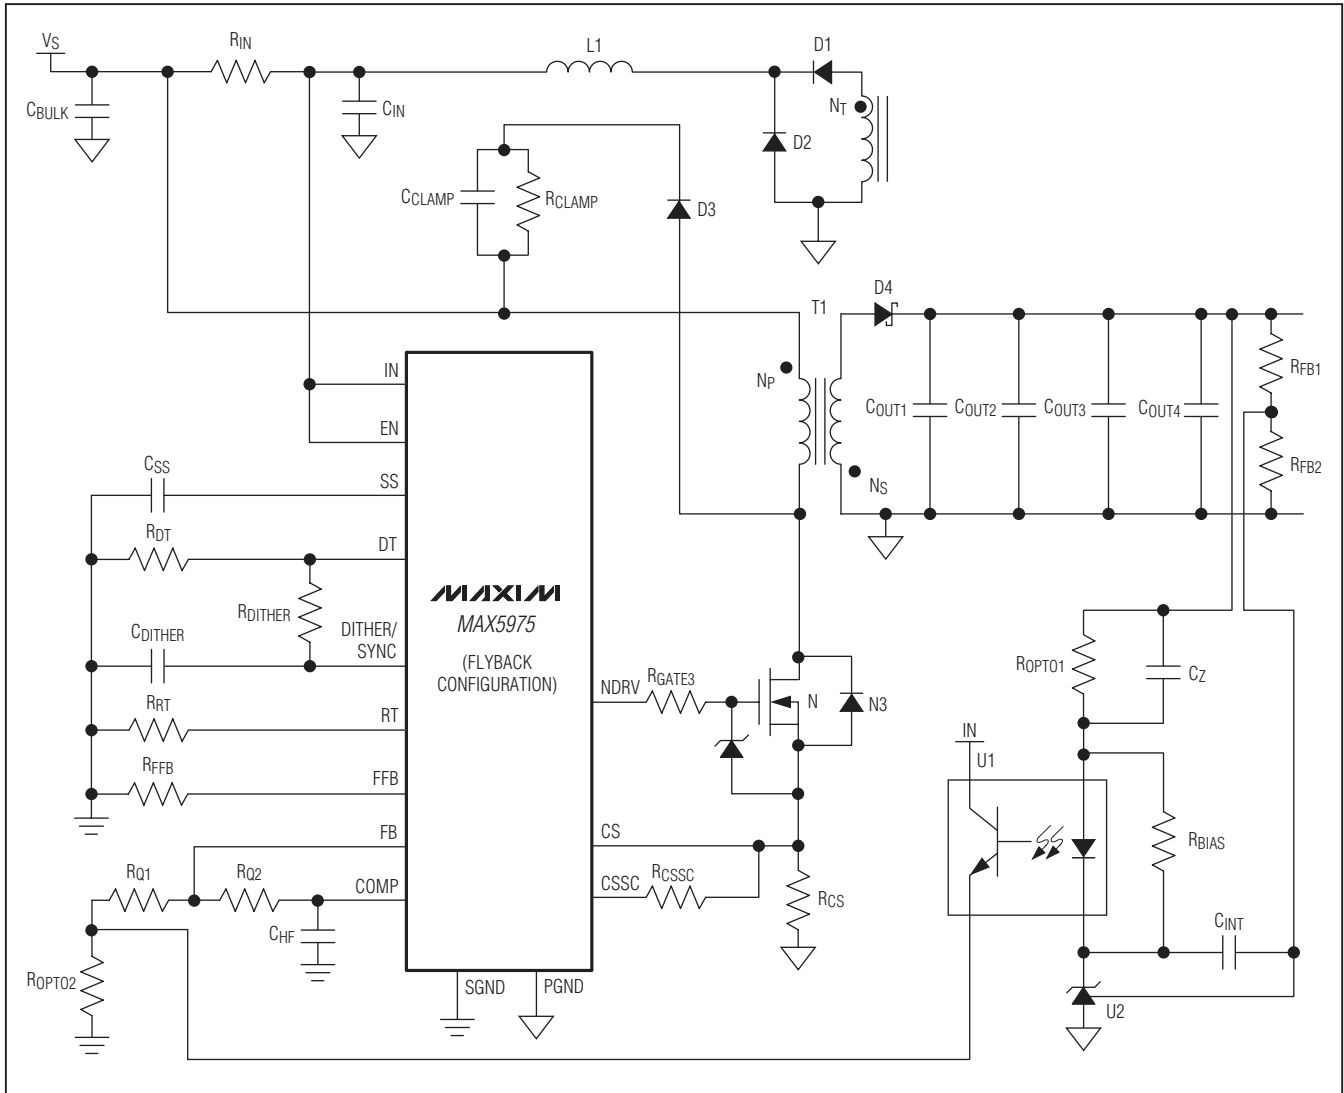 VS
RIN
L1
D1
CBULK
CIN
NT
D2
CCLAMP
RCLAMP
D3
D4
T1
IN
NP
RFB1
EN
COUT1
COUT2
COUT3
COUT4
CSS
SS
NS
RFB2
RDT
DT
MAXIM
MAX5975
(FLYBACK
CONFIGURATION)
RDITHER
CDITHER
DITHER/
SYNC
ROPTO1
CZ
NDRV
RGATE3
N
N3
RRT
RT
IN
U1
RFFB
FFB
FB
CS
RBIAS
RQ1
RQ2
COMP
CSSC
RCSSC
RCS
CHF
CINT
ROPTO2
SGND
PGND
U2